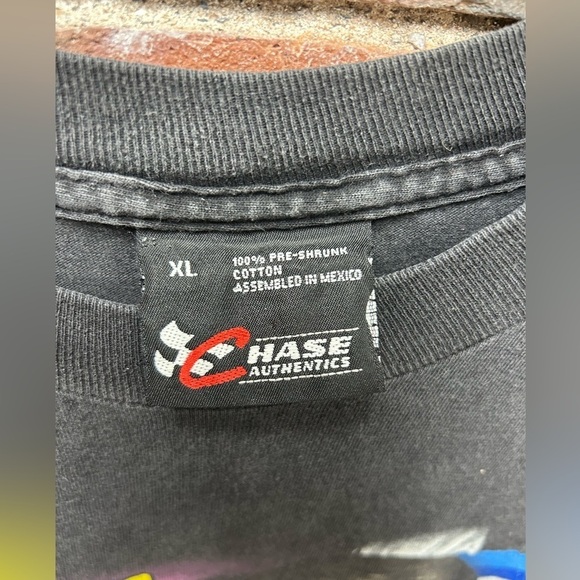 XL
100% PRE-SHRUNK
COTTON
ASSEMBLED IN MEXICO
CHASE
AUTHENTICS